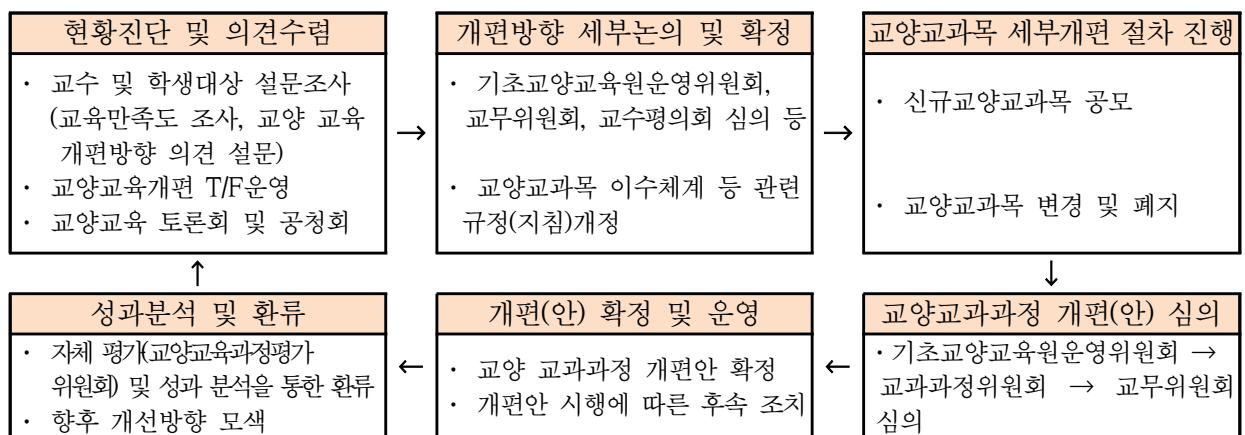 현황진단 및 의견수렴
· 교수 및 학생대상 설문조사
(교육만족도 조사, 교양 교육
개편방향 의견 설문)
· 교양교육개편 T/F운영
· 교양교육 토론회 및 공청회
→
개편방향 세부논의 및 확정
· 기초교양교육원운영위원회,
교무위원회, 교수평의회 심의 등
· 교양교과목 이수체계 등 관련
규정(지침)개정
→
교양교과목 세부개편 절차 진행
· 신규교양교과목 공모
· 교양교과목 변경 및 폐지
↓
교양교과과정 개편(안) 심의
· 기초교양교육원운영위원회 →
교과과정위원회 → 교무위원회
심의
←
개편(안) 확정 및 운영
· 교양 교과과정 개편안 확정
· 개편안 시행에 따른 후속 조치
←
성과분석 및 환류
· 자체 평가(교양교육과정평가
위원회) 및 성과 분석을 통한 환류
· 향후 개선방향 모색
↑